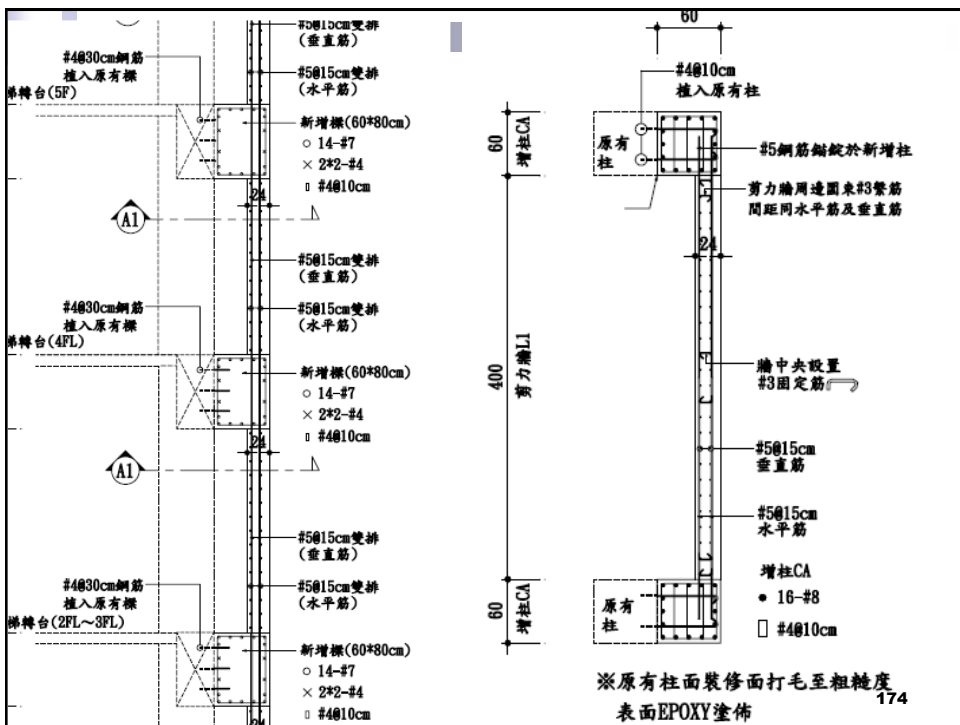 #5@15cm雙排
(垂直筋)
#4@30cm鋼筋
植入原有樑
#5@15cm雙排
(水平筋)
梯轉台(5F)
新增樑(60*80cm)
○ 14-#7
× 2*2-#4
▯ #4@10cm
24
A1
#5@15cm雙排
(垂直筋)
#4@30cm鋼筋
植入原有樑
#5@15cm雙排
(水平筋)
梯轉台(4FL)
新增樑(60*80cm)
○ 14-#7
× 2*2-#4
▯ #4@10cm
24
A1
#5@15cm雙排
(垂直筋)
#4@30cm鋼筋
植入原有樑
#5@15cm雙排
(水平筋)
梯轉台(2FL～3FL)
新增樑(60*80cm)
○ 14-#7
× 2*2-#4
▯ #4@10cm
24
60
#4@10cm
植入原有柱
60
增柱CA
原有
柱
#5鋼筋錨錠於新增柱
剪力牆周邊圍束#3繫筋
間距同水平筋及垂直筋
24
400
剪力牆L1
牆中央設置
#3固定筋
#5@15cm
垂直筋
#5@15cm
水平筋
60
增柱CA
原有
柱
增柱CA
● 16-#8
▯ #4@10cm
※原有柱面裝修面打毛至粗糙度
表面EPOXY塗佈
174